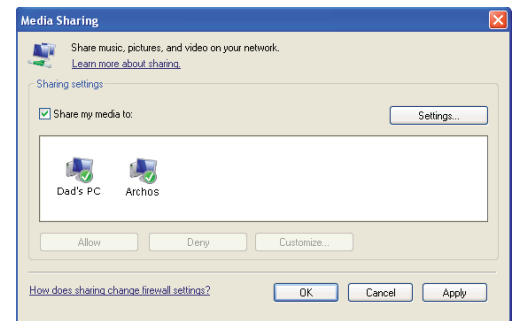 Media Sharing
Share music, pictures, and video on your network.
Learn more about sharing.
Sharing settings
Share my media to:
Settings...
Dad's PC
Archos
Allow
Deny
Customize...
How does sharing change firewall settings?
OK
Cancel
Apply